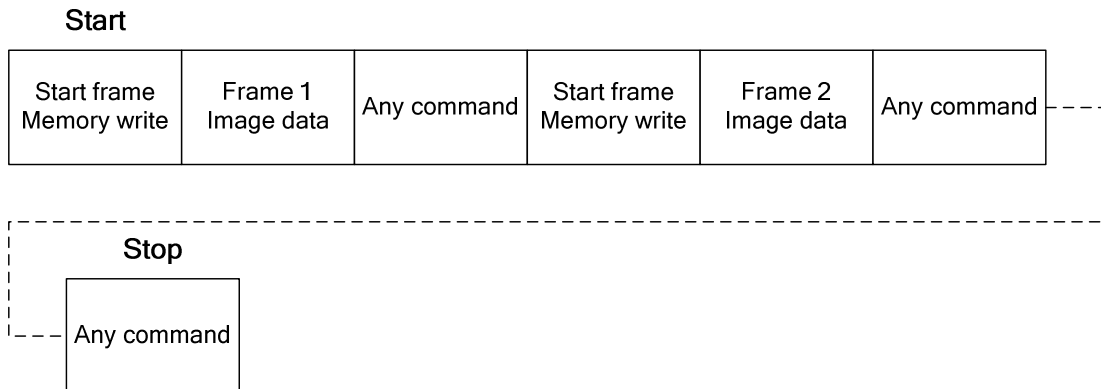 Start
Start frame
Memory write
Frame 1
Image data
Any command
Start frame
Memory write
Frame 2
Image data
Any command
Stop
Any command